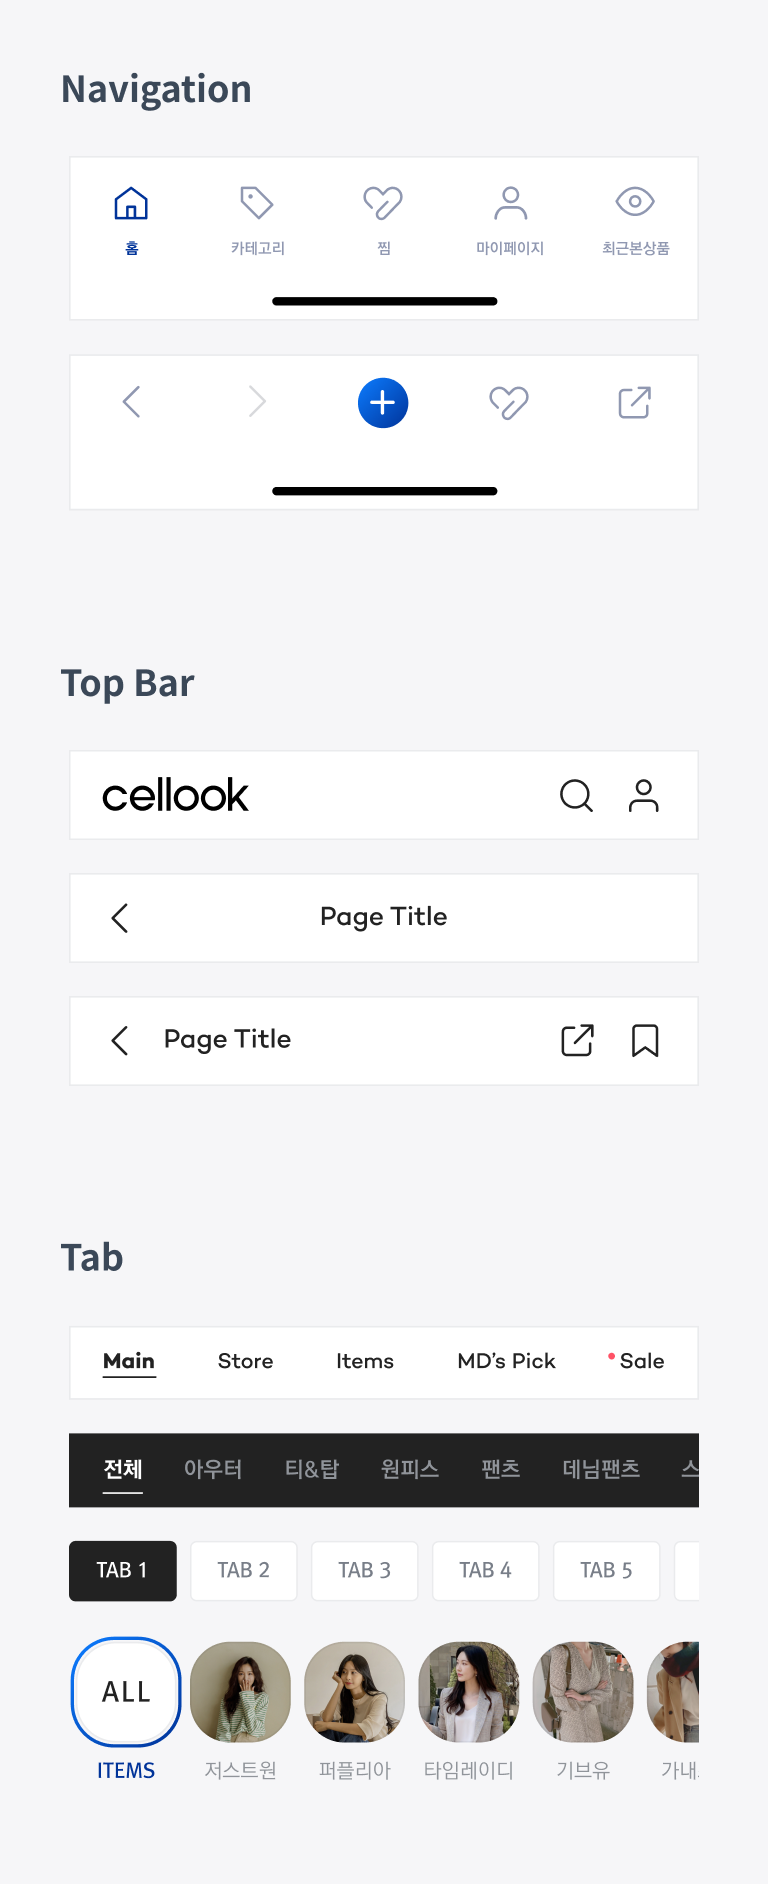 Navigation
홈 카테고리 찜 마이페이지 최근본상품
Top Bar
cellook
Page Title
Page Title
Tab
Main Store Items MD’s Pick Sale
전체 아우터 티&탑 원피스 팬츠 데님팬츠 스
TAB 1 TAB 2 TAB 3 TAB 4 TAB 5
ALL
ITEMS 저스트원 퍼플리아 타임레이디 기브유 가내